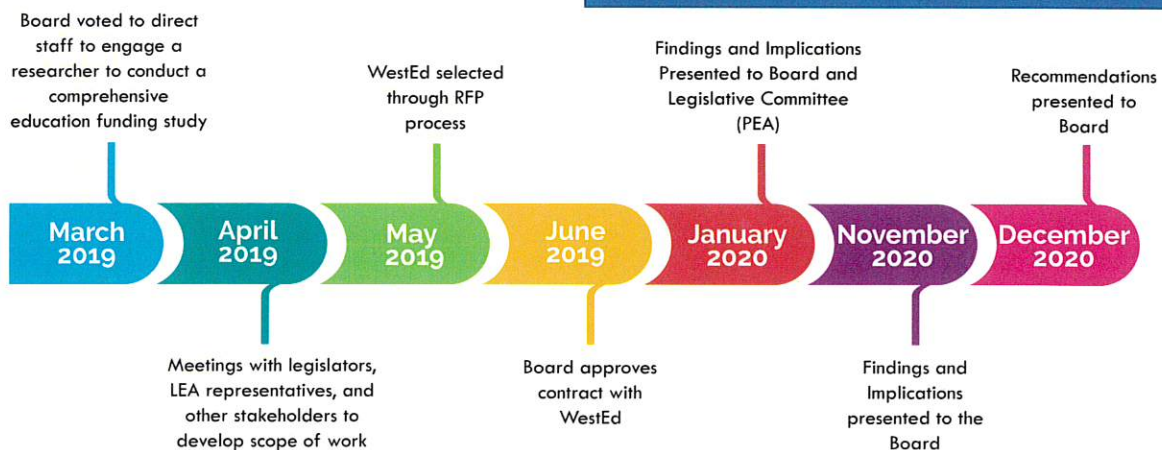 Board voted to direct
staff to engage a
researcher to conduct a
comprehensive
education funding study
WestEd selected
through RFP
process
Findings and Implications
Presented to Board and
Legislative Committee
(PEA)
Recommendations
presented to
Board
March
2019
April
2019
May
2019
June
2019
January
2020
November
2020
December
2020
Meetings with legislators,
LEA representatives, and
other stakeholders to
develop scope of work
Board approves
contract with
WestEd
Findings and
Implications
presented to the
Board